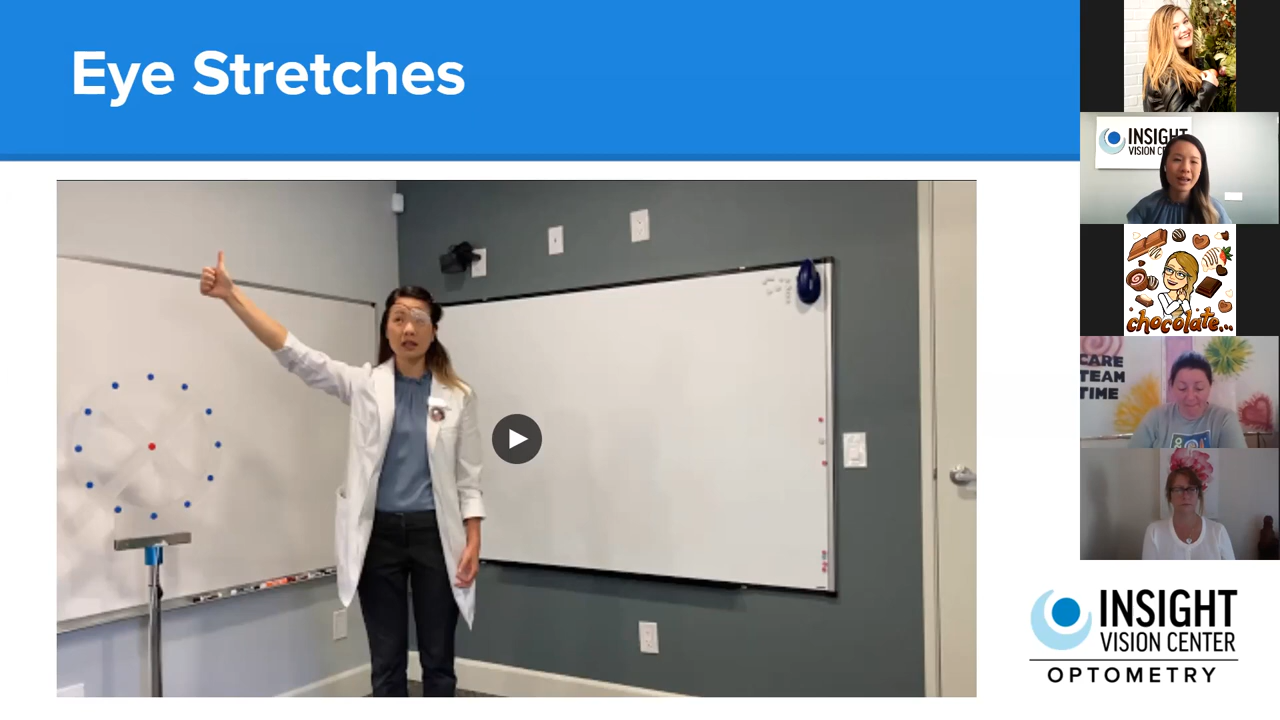 Eye Stretches
INSIGHT
VISION CE
chocolate...
CARE
TEAM
TIME
INSIGHT
VISION CENTER
OPTOMETRY